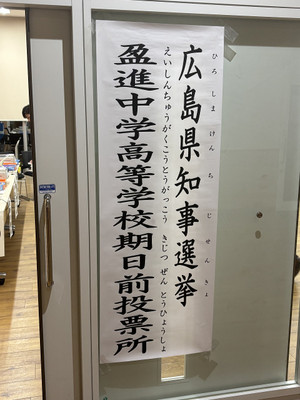 広島県知事選挙
ひろしまけんちじせんきょ
盈進中学高等学校期日前投票所
えいしんちゅうがくこうとうがっこう きじつ ぜん とうひょうしょ